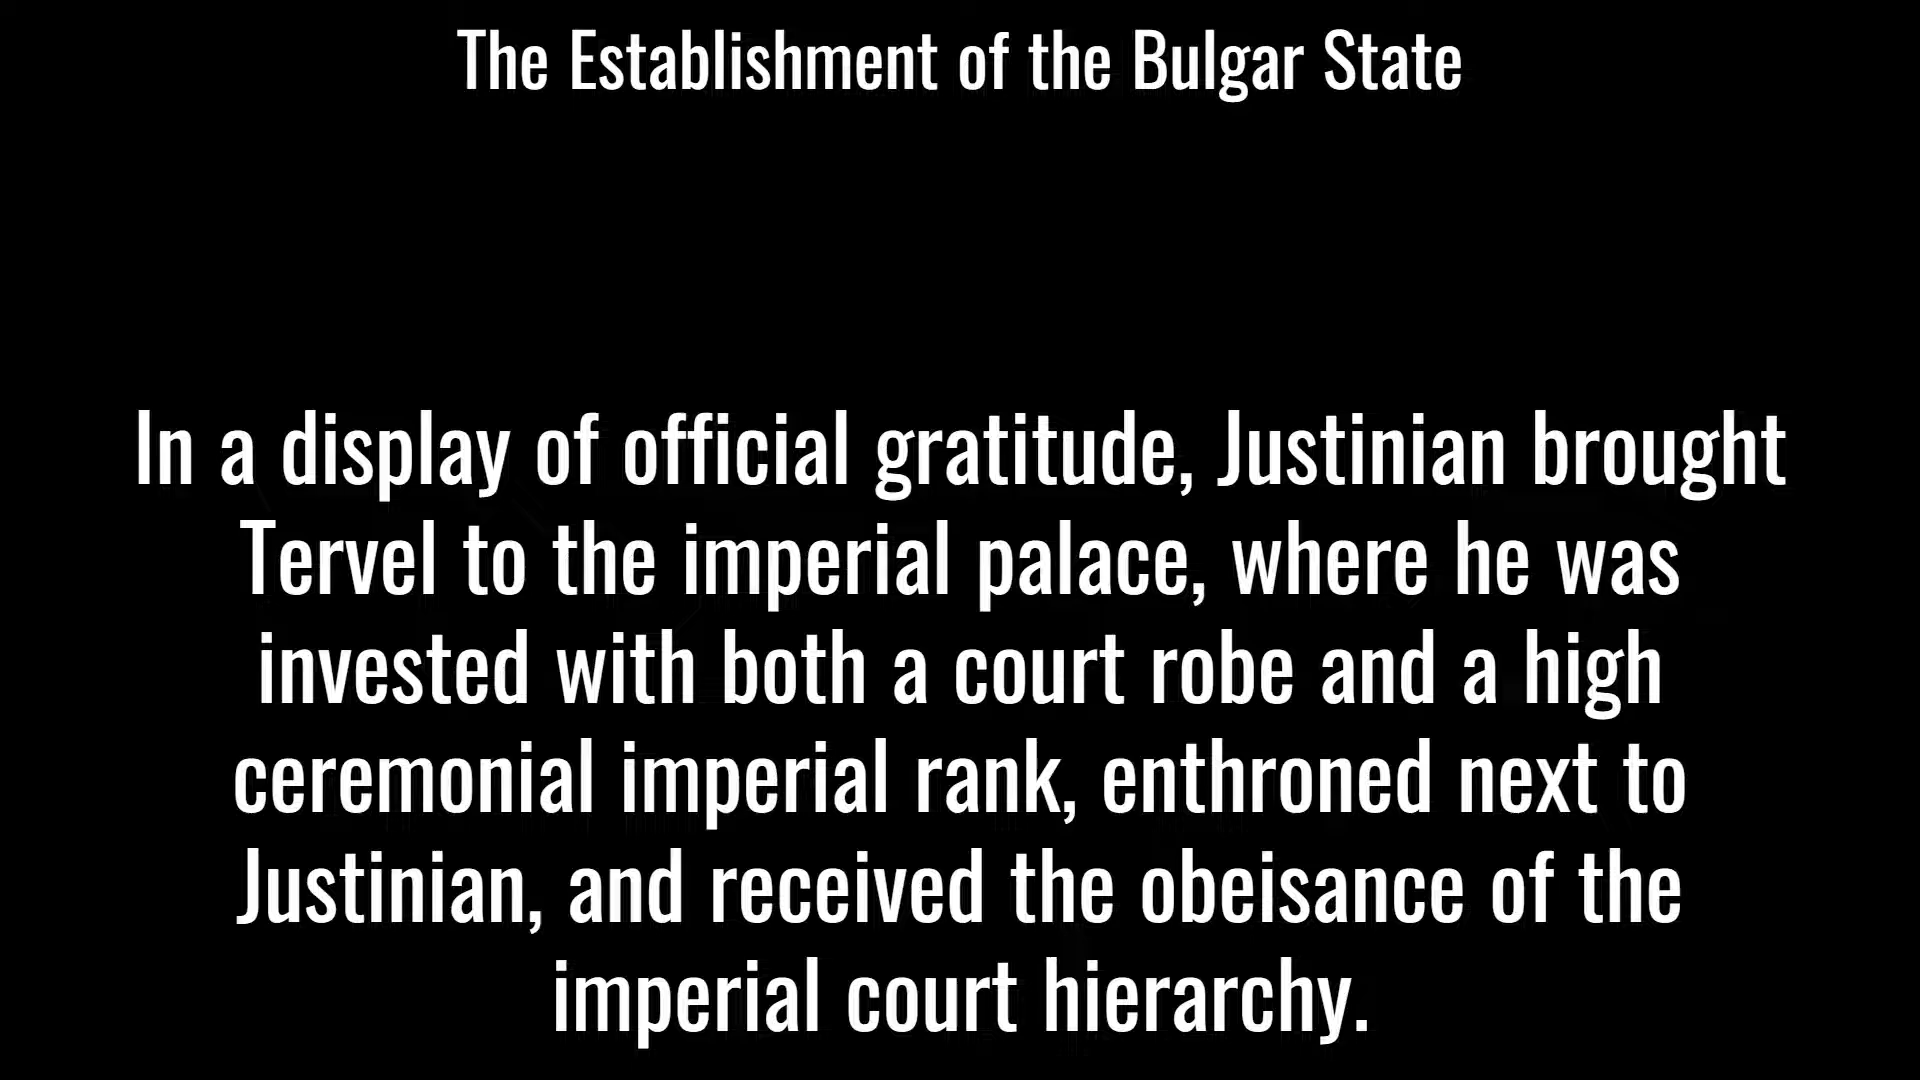 The Establishment of the Bulgar State
In a display of official gratitude, Justinian brought
Tervel to the imperial palace, where he was
invested with both a court robe and a high
ceremonial imperial rank, enthroned next to
Justinian, and received the obeisance of the
imperial court hierarchy.